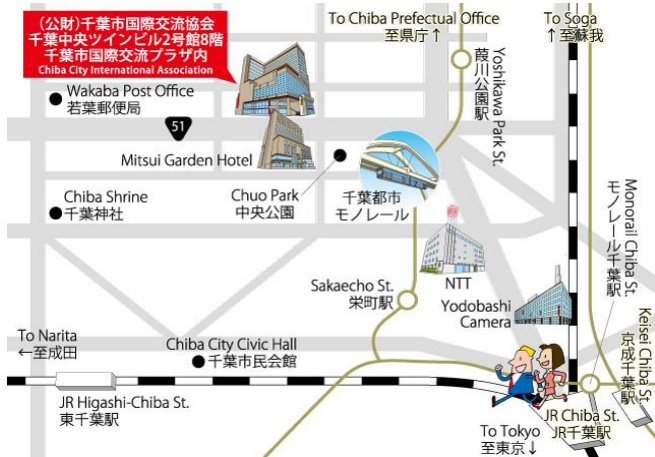 (公財)千葉市国際交流協会
千葉中央ツインビル2号館8階
千葉市国際交流プラザ内
Chiba City International Association
To Chiba Prefectual Office
至県庁↑
To Soga
↑至蘇我
Wakaba Post Office
若葉郵便局
51
Mitsui Garden Hotel
Yoshikawa Park St.
葭川公園駅
Chuo Park
中央公園
千葉都市
モノレール
Chiba Shrine
千葉神社
Monorail Chiba St.
モノレール千葉駅
NTT
Sakaecho St.
栄町駅
Yodobashi
Camera
Keisei Chiba St.
京成千葉駅
To Narita
←至成田
Chiba City Civic Hall
千葉市民会館
JR Higashi-Chiba St.
東千葉駅
JR Chiba St.
JR千葉駅
To Tokyo
至東京↓